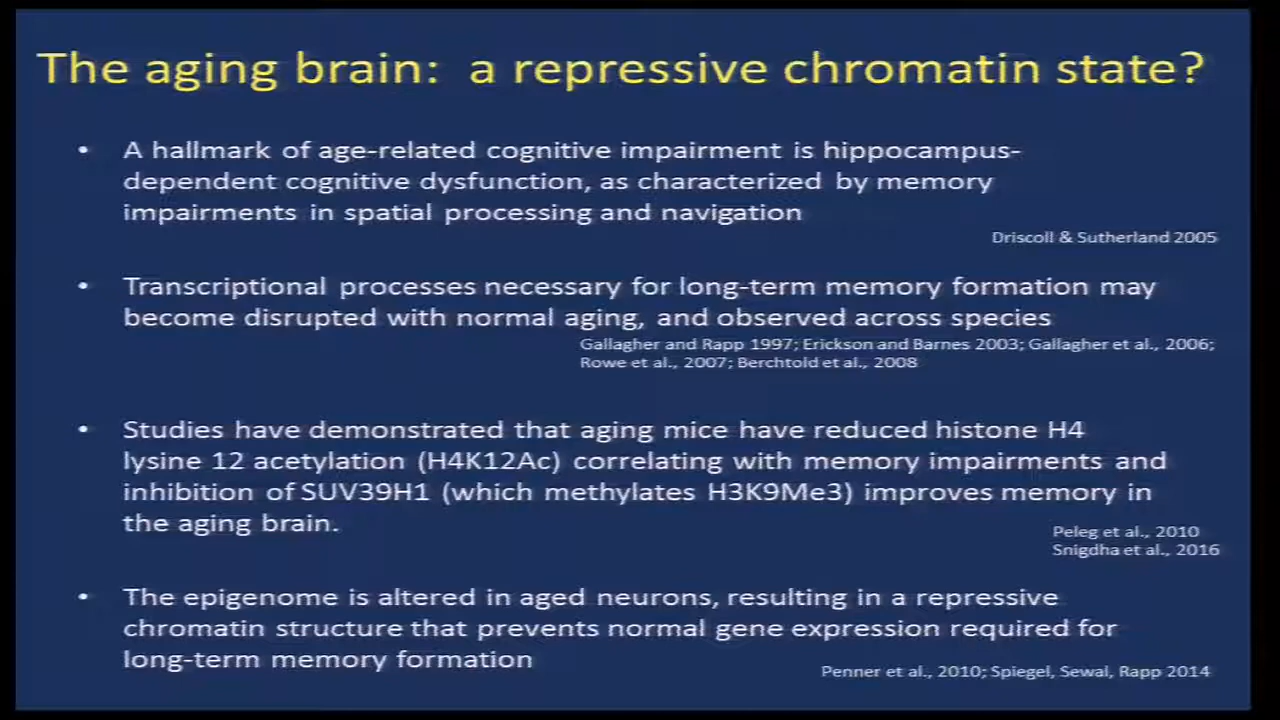 The aging brain: a repressive chromatin state?
• A hallmark of age-related cognitive impairment is hippocampus-
dependent cognitive dysfunction, as characterized by memory
impairments in spatial processing and navigation
Driscoll & Sutherland 2005
• Transcriptional processes necessary for long-term memory formation may
become disrupted with normal aging, and observed across species
Gallagher and Rapp 1997; Erickson and Barnes 2003; Gallagher et al., 2006;
Rowe et al., 2007; Berchtold et al., 2008
• Studies have demonstrated that aging mice have reduced histone H4
lysine 12 acetylation (H4K12Ac) correlating with memory impairments and
inhibition of SUV39H1 (which methylates H3K9Me3) improves memory in
the aging brain.
Peleg et al., 2010
Snigdha et al., 2016
• The epigenome is altered in aged neurons, resulting in a repressive
chromatin structure that prevents normal gene expression required for
long-term memory formation
Penner et al., 2010; Spiegel, Sewal, Rapp 2014